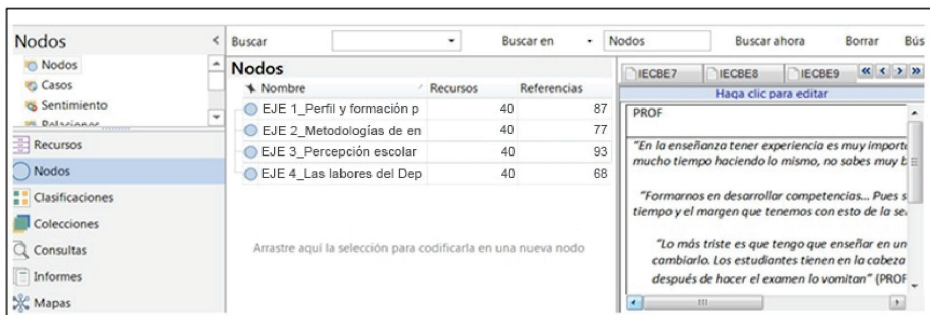 Nodos
Nodos
Casos
Sentimiento
Relaciones
Recursos
Nodos
Clasificaciones
Colecciones
Consultas
Informes
Mapas
Buscar Buscar en Nodos Buscar ahora Borrar Bús
Nodos
Nombre Recursos Referencias
EJE 1_Perfil y formación p 40 87
EJE 2_Metodologías de en 40 77
EJE 3_Percepción escolar 40 93
EJE 4_Las labores del Dep 40 68
Arrastre aquí la selección para codificarla en una nueva nodo
IECBE7 IECBE8 IECBE9
Haga clic para editar
PROF
"En la enseñanza tener experiencia es muy importa
mucho tiempo haciendo lo mismo, no sabes muy b
"Formarnos en desarrollar competencias... Pues s
tiempo y el margen que tenemos con esto de la se
"Lo más triste es que tengo que enseñar en un
cambiarlo. Los estudiantes tienen en la cabeza
después de hacer el examen lo vomitan" (PROF